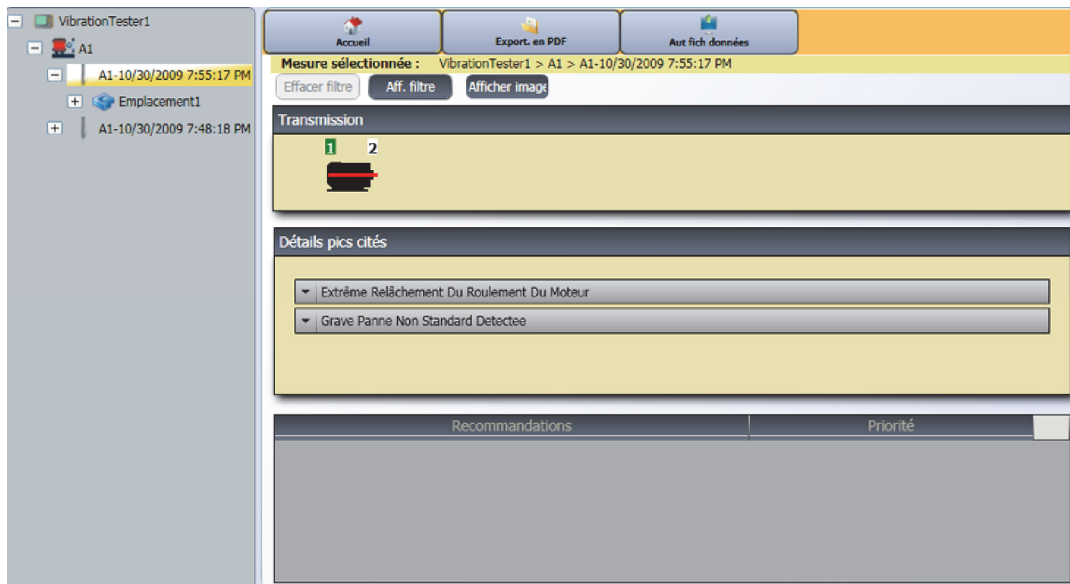 VibrationTester1
A1
A1-10/30/2009 7:55:17 PM
Emplacement1
A1-10/30/2009 7:48:18 PM
Accueil
Export. en PDF
Aut fich données
Mesure sélectionnée : VibrationTester1 > A1 > A1-10/30/2009 7:55:17 PM
Effacer filtre
Aff. filtre
Afficher image
Transmission
1 2
Détails pics cités
Extrême Relâchement Du Roulement Du Moteur
Grave Panne Non Standard Detectee
Recommandations
Priorité